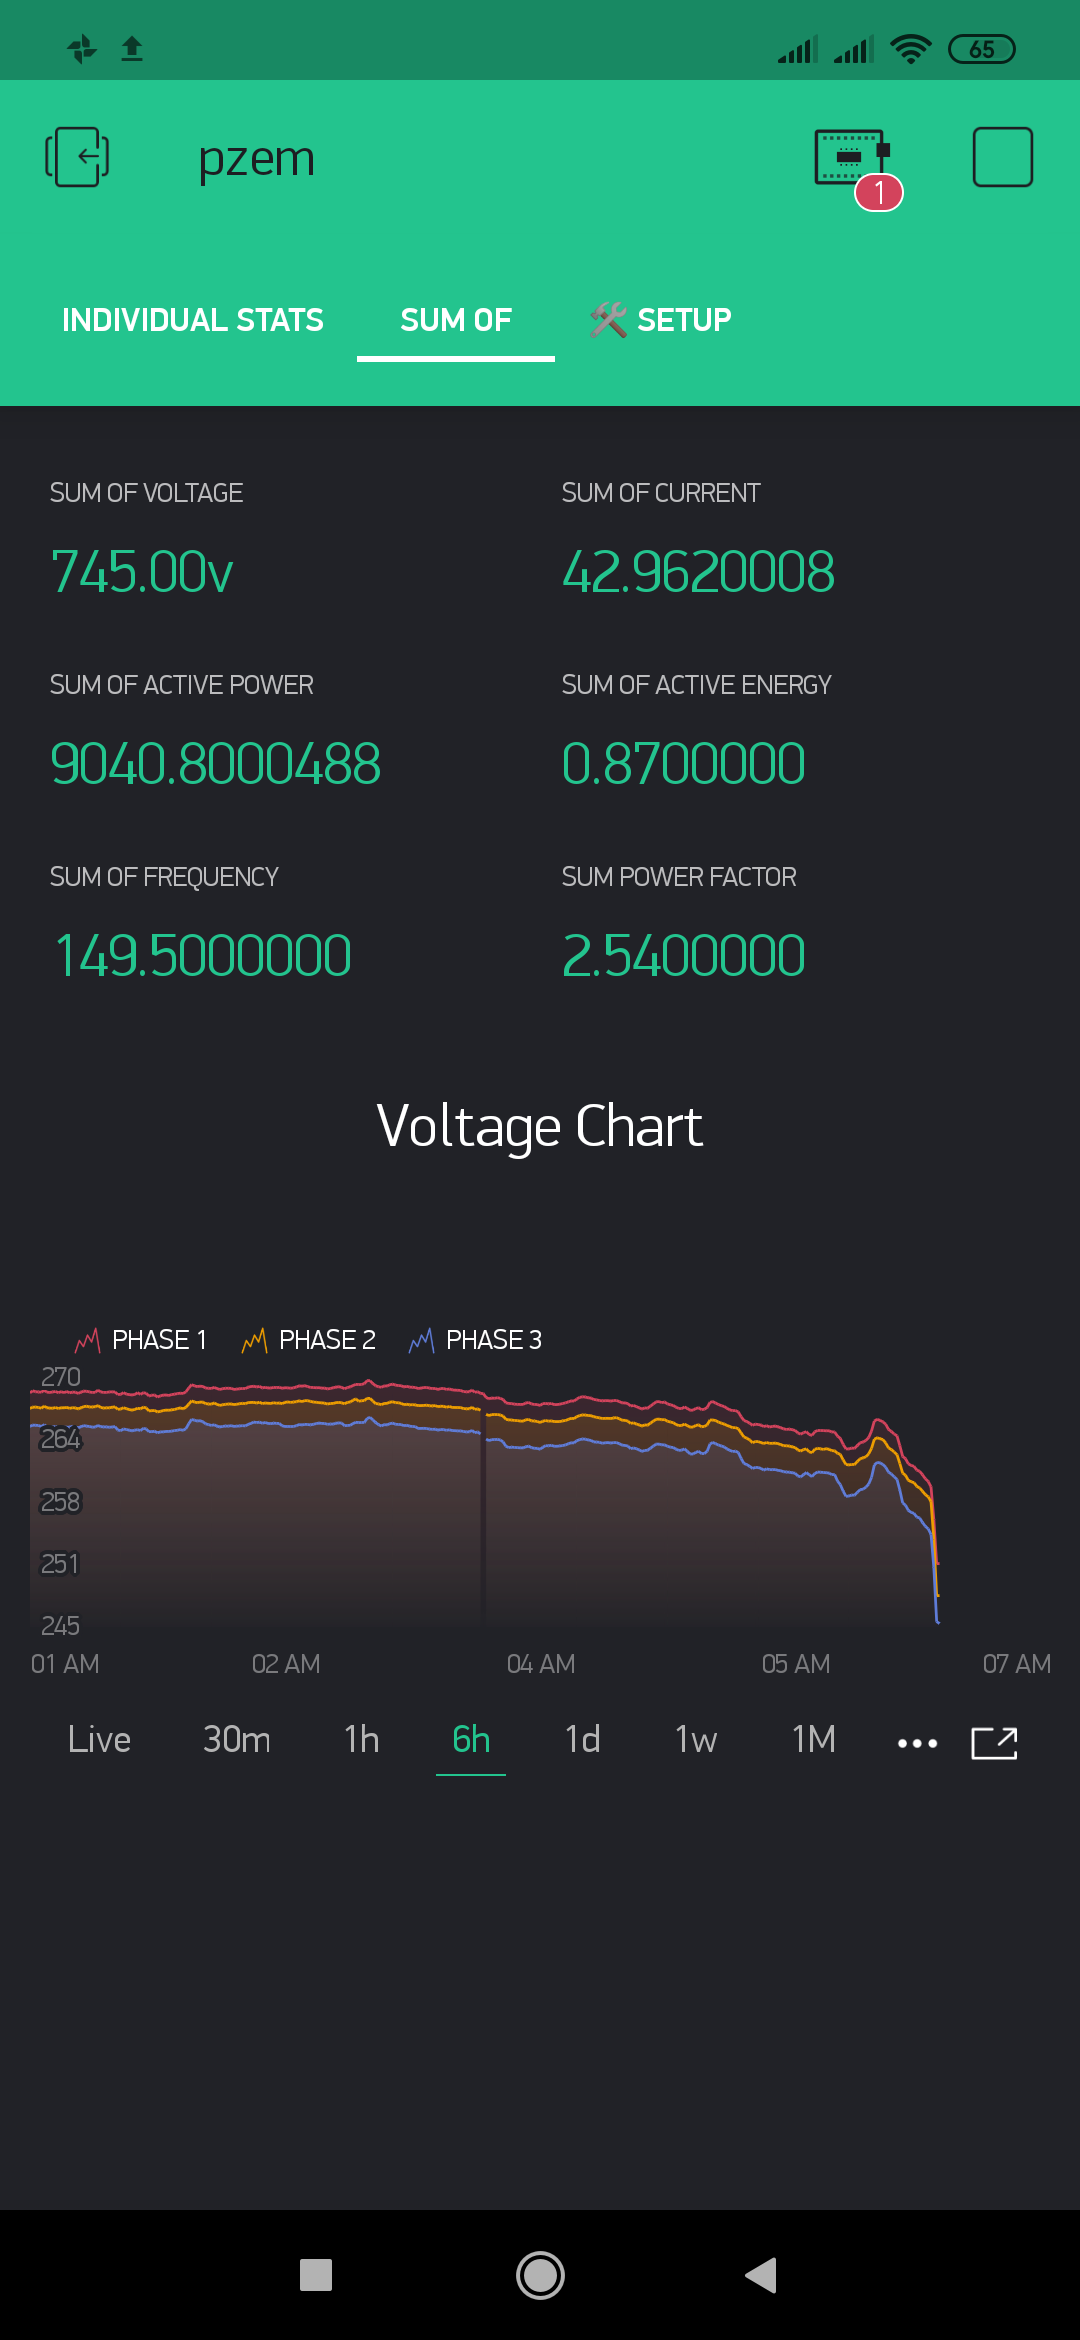 65
pzem
1
INDIVIDUAL STATS SUM OF SETUP
SUM OF VOLTAGE SUM OF CURRENT
745.00v 42.9620008
SUM OF ACTIVE POWER SUM OF ACTIVE ENERGY
9040.8000488 0.8700000
SUM OF FREQUENCY SUM POWER FACTOR
149.5000000 2.5400000
Voltage Chart
PHASE 1 PHASE 2 PHASE 3
270
264
258
251
245
01 AM 02 AM 04 AM 05 AM 07 AM
Live 30m 1h 6h 1d 1w 1M